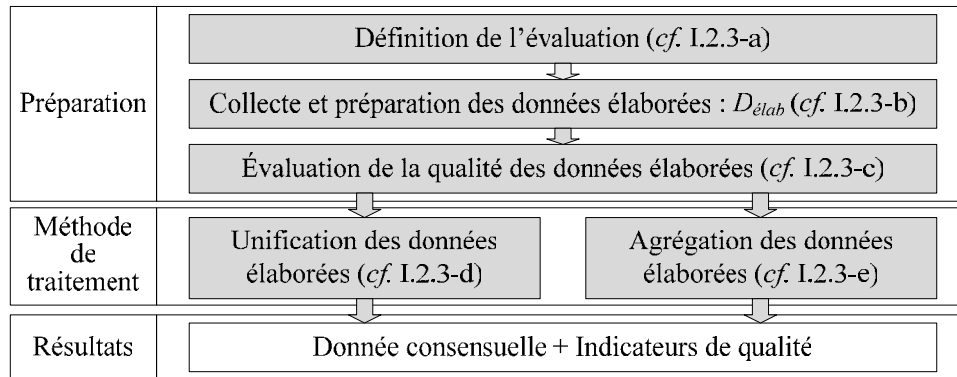 Préparation
Définition de l'évaluation (cf. I.2.3-a)
Collecte et préparation des données élaborées : Délab (cf. I.2.3-b)
Évaluation de la qualité des données élaborées (cf. I.2.3-c)
Méthode
de
traitement
Unification des données
élaborées (cf. I.2.3-d)
Agrégation des données
élaborées (cf. I.2.3-e)
Résultats
Donnée consensuelle + Indicateurs de qualité